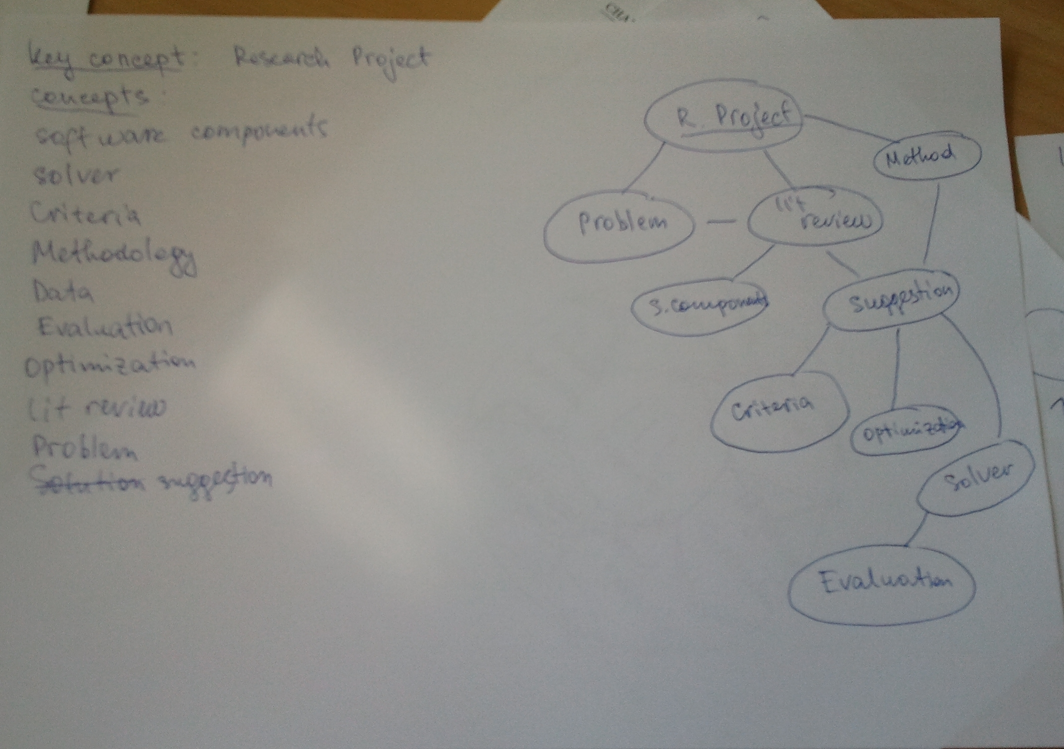 Key concept: Research Project
concepts:
software components
solver
Criteria
Methodology
Data
Evaluation
Optimization
lit review
Problem
Solution suggestion
R. Project
Method
Problem
lit
review
S. components
suggestion
Criteria
Optimization
Solver
Evaluation
CHA